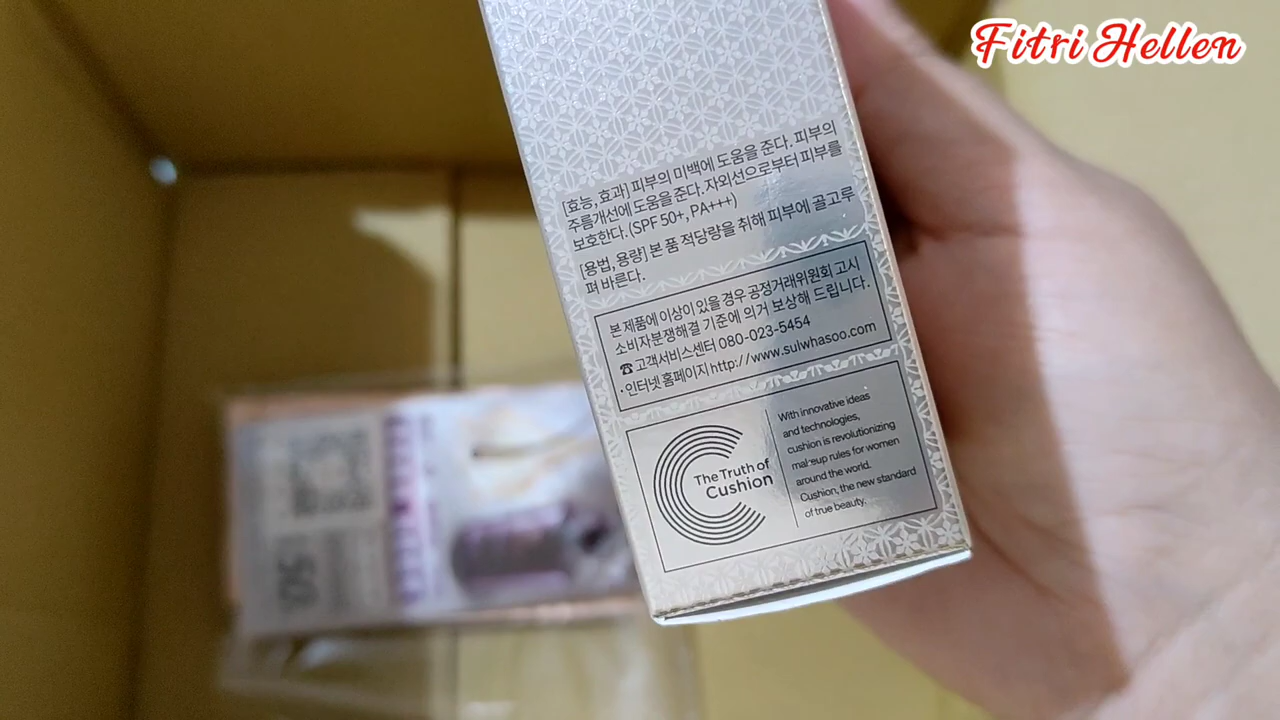 Fitri Hellen
[효능, 효과] 피부의 미백에 도움을 준다. 피부의
주름개선에 도움을 준다. 자외선으로부터 피부를
보호한다. (SPF 50+, PA+++)
[용법, 용량] 본 품 적당량을 취해 피부에 골고루
펴 바른다.
본 제품에 이상이 있을 경우 공정거래위원회 고시
소비자분쟁해결 기준에 의거 보상해 드립니다.
☎ 고객서비스센터 080-023-5454
· 인터넷 홈페이지 http://www.sulwhasoo.com
The Truth of
Cushion
With innovative ideas
and technologies,
cushion is revolutionizing
makeup rules for women
around the world.
Cushion, the new standard
of true beauty.